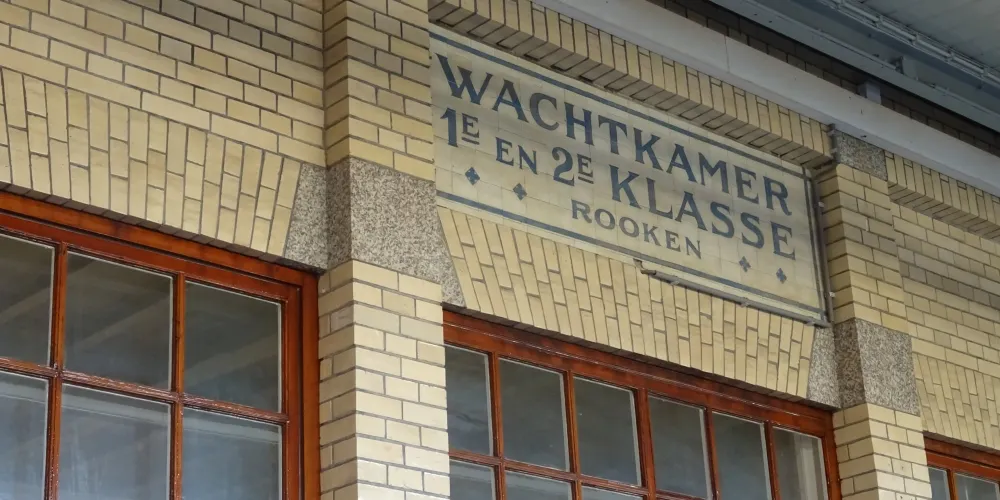 WACHTKAMER
1E EN 2E KLASSE
ROOKEN